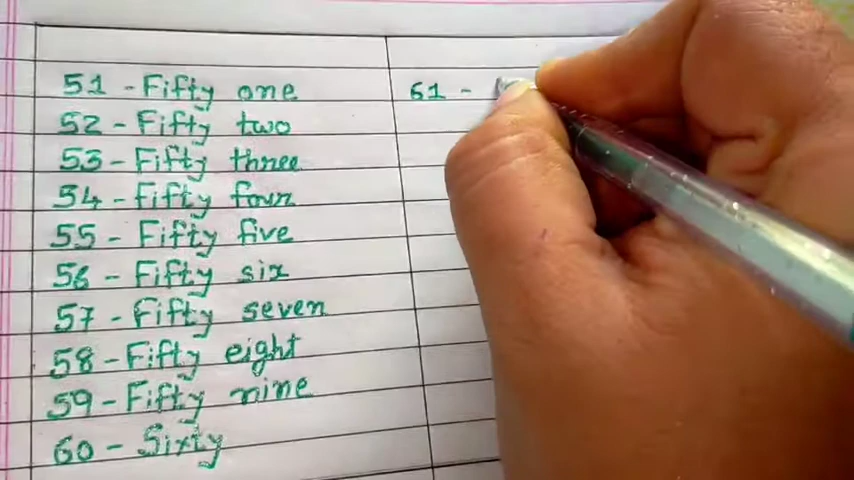 51 - Fifty one
52 - Fifty two
53 - Fifty three
54 - Fifty four
55 - Fifty five
56 - Fifty six
57 - Fifty seven
58 - Fifty eight
59 - Fifty nine
60 - Sixty
61 -